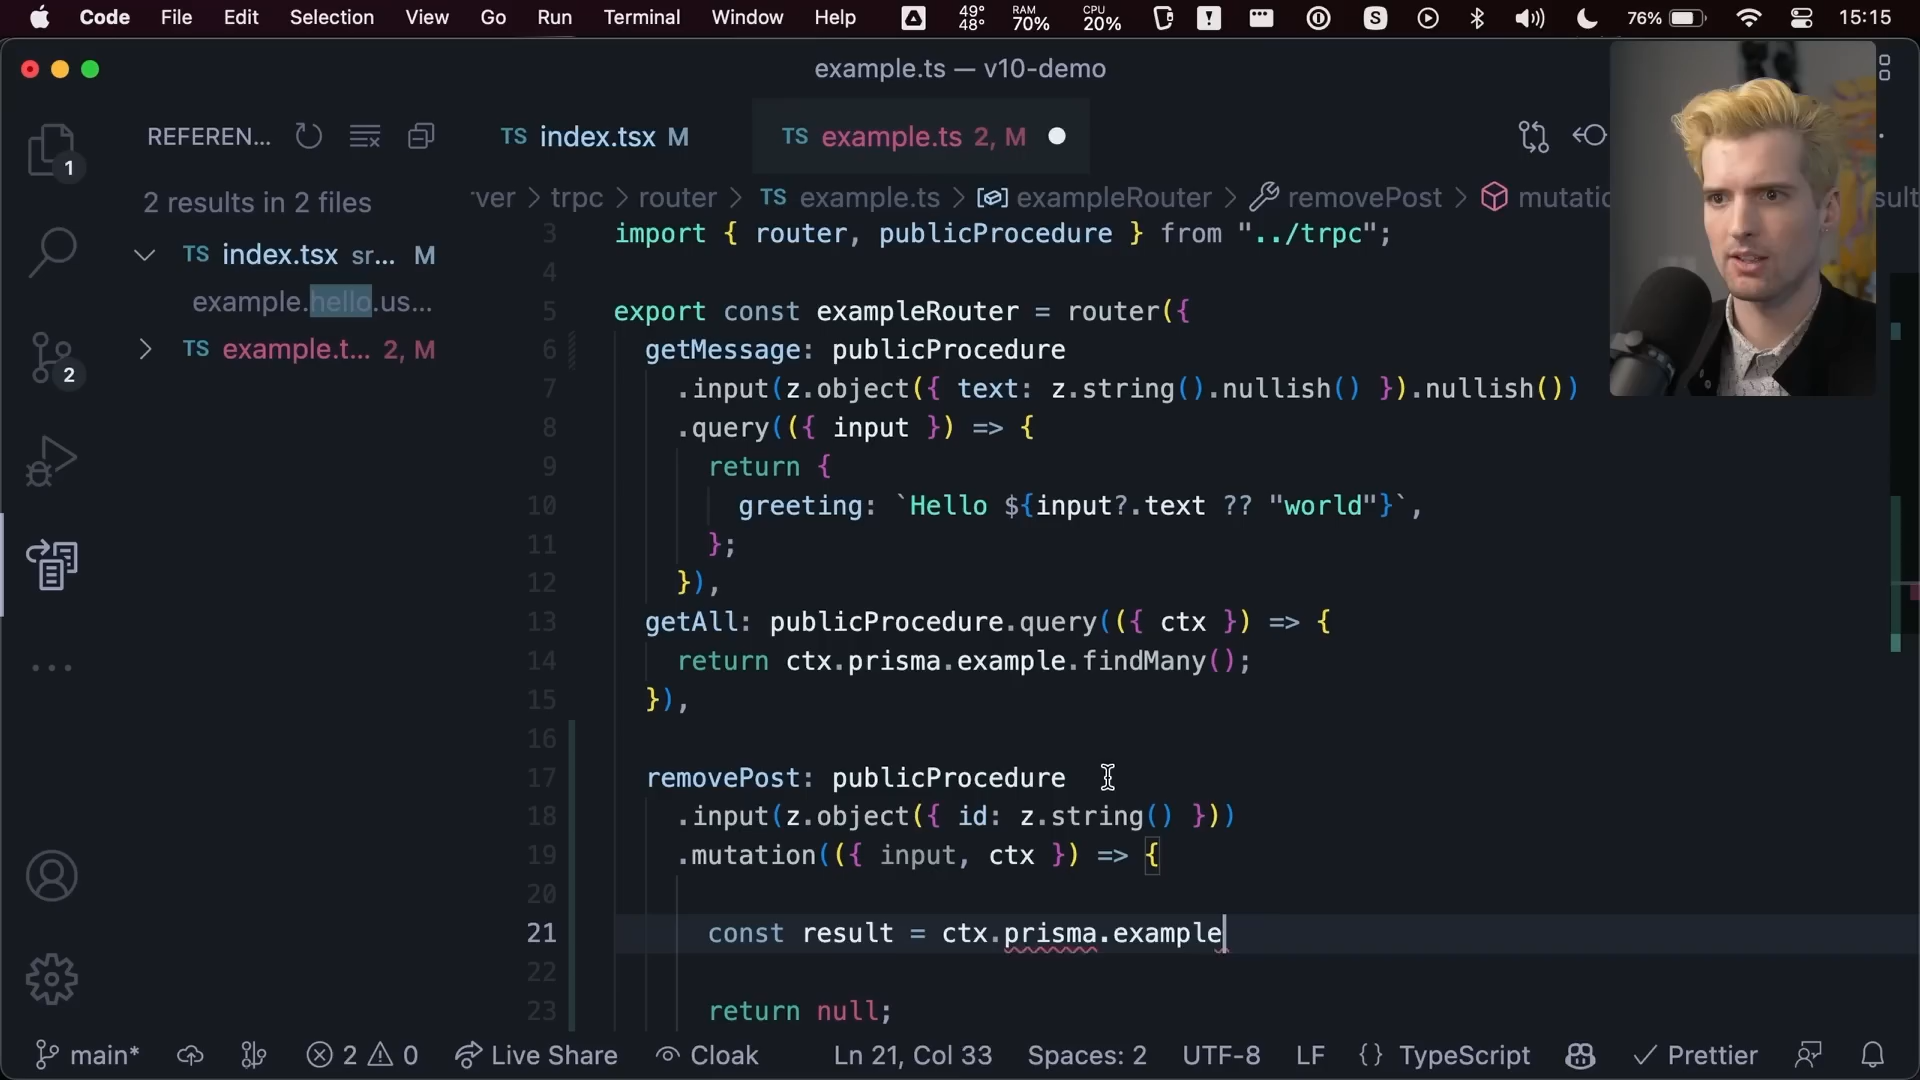 Code File Edit Selection View Go Run Terminal Window Help 49° 48° RAM 70% CPU 20% S 76% 15:15
example.ts — v10-demo
REFEREN...
TS index.tsx M
TS example.ts 2, M
1
2 results in 2 files
ver > trpc > router > TS example.ts > exampleRouter > removePost > mutatio
sult
TS index.tsx sr... M
example.hello.us...
TS example.t... 2, M
2
3 import { router, publicProcedure } from "../trpc";
4
5 export const exampleRouter = router({
6 getMessage: publicProcedure
7 .input(z.object({ text: z.string().nullish() }).nullish())
8 .query(({ input }) => {
9 return {
10 greeting: `Hello ${input?.text ?? "world"}`,
11 };
12 }),
13 getAll: publicProcedure.query(({ ctx }) => {
14 return ctx.prisma.example.findMany();
15 }),
16
17 removePost: publicProcedure
18 .input(z.object({ id: z.string() }))
19 .mutation(({ input, ctx }) => {
20
21 const result = ctx.prisma.example
22
23 return null;
main* 2 0 Live Share Cloak Ln 21, Col 33 Spaces: 2 UTF-8 LF {} TypeScript Prettier